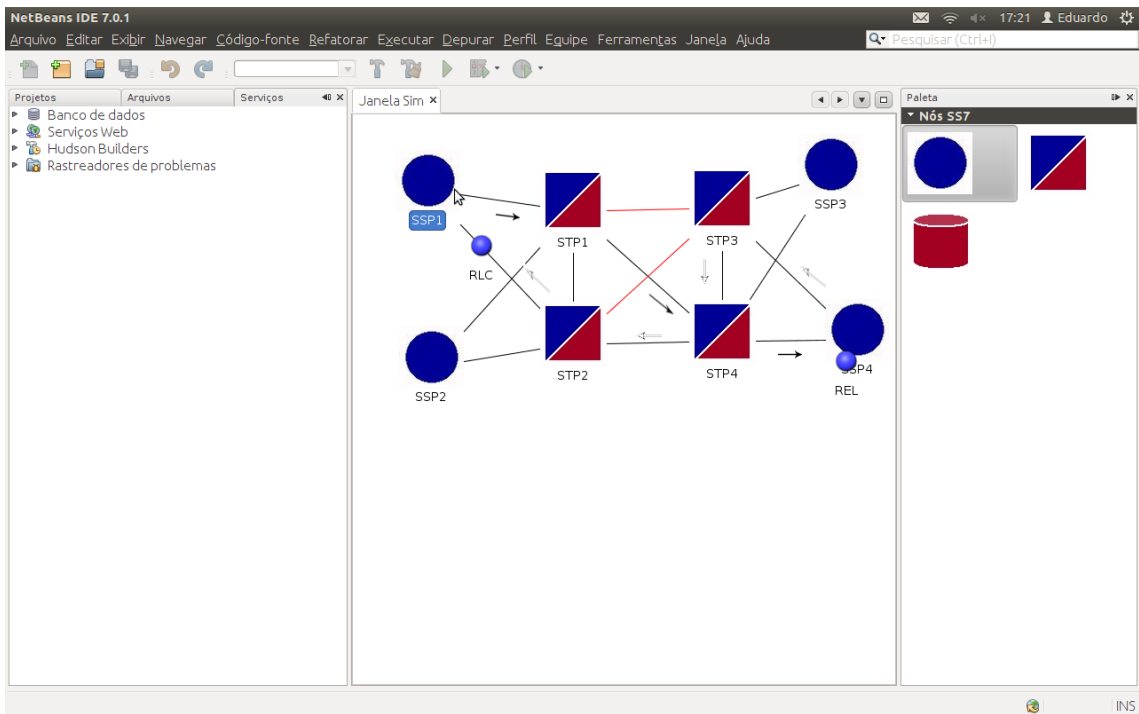 NetBeans IDE 7.0.1 17:21 Eduardo
Arquivo Editar Exibir Navegar Código-fonte Refatorar Executar Depurar Perfil Equipe Ferramentas Janela Ajuda Pesquisar (Ctrl+I)
Projetos Arquivos Serviços
Banco de dados
Serviços Web
Hudson Builders
Rastreadores de problemas
Janela Sim
SSP1
STP1
STP3
SSP3
RLC
SSP2
STP2
STP4
SSP4
REL
Paleta
Nós SS7
INS